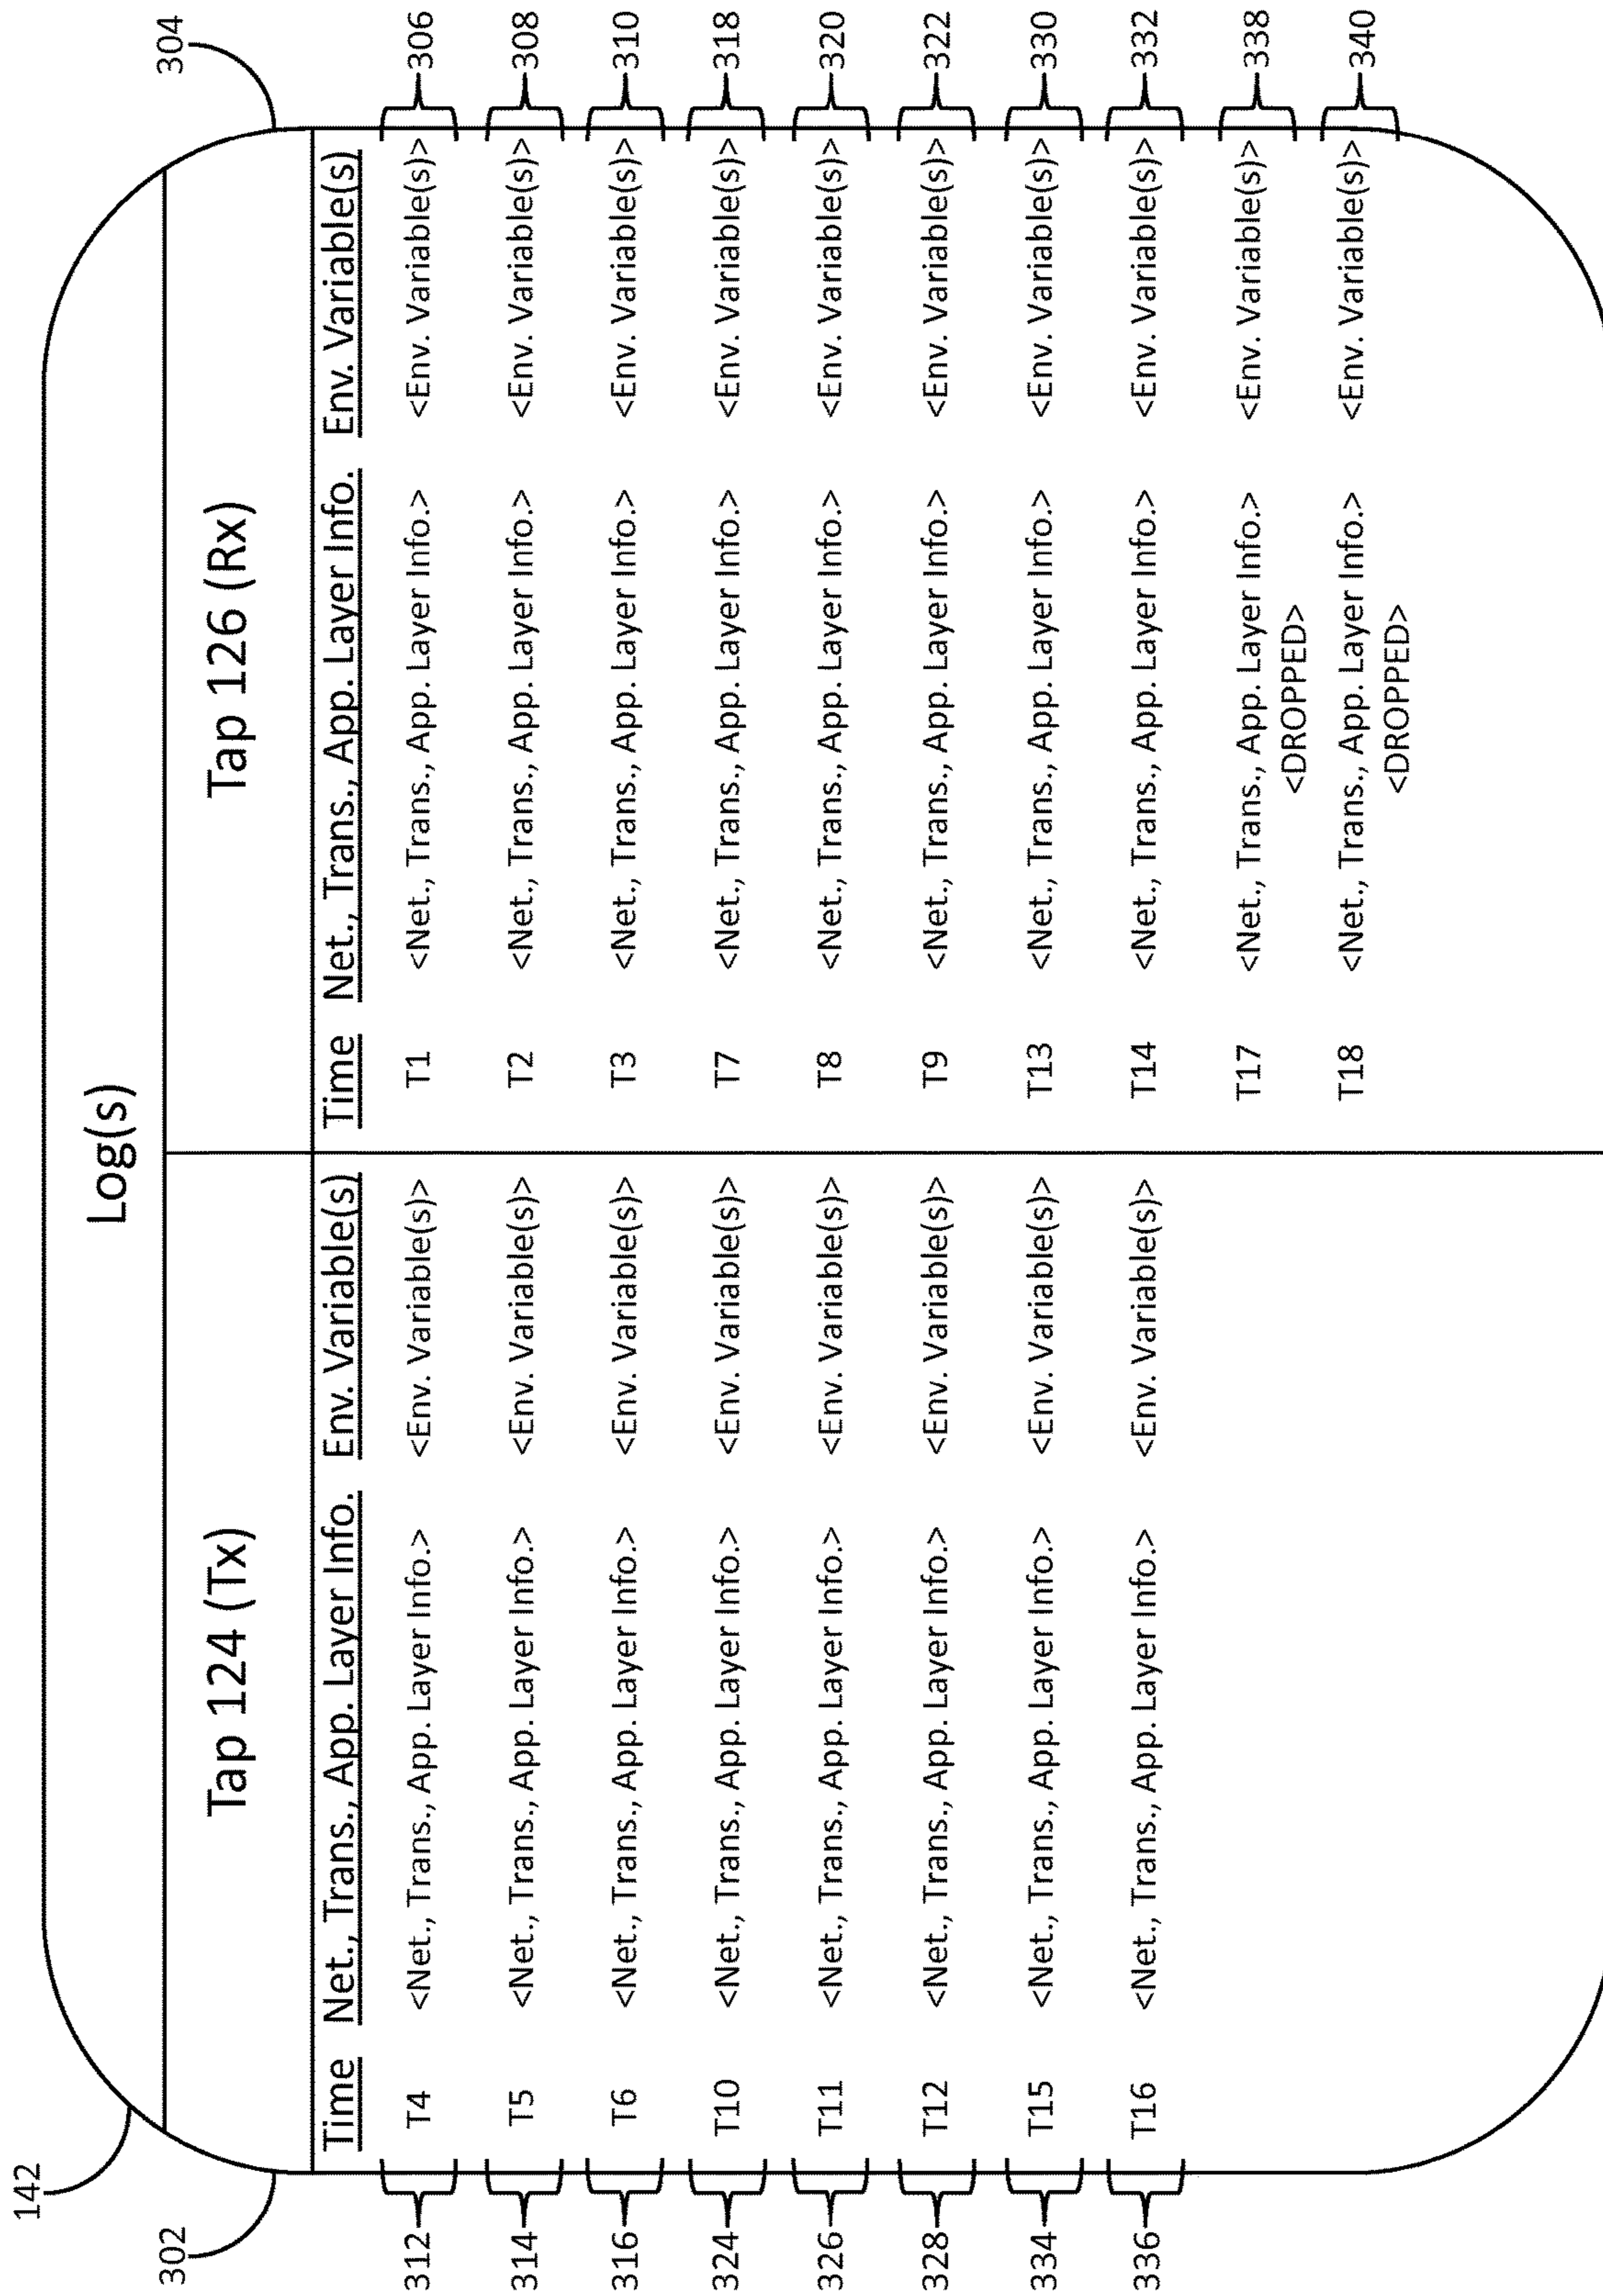 142
Log(s)
302
304
Tap 124 (Tx) Tap 126 (Rx)
Time Net., Trans., App. Layer Info. Env. Variable(s) Time Net., Trans., App. Layer Info. Env. Variable(s)
312 T4 <Net., Trans., App. Layer Info.> <Env. Variable(s)> T1 <Net., Trans., App. Layer Info.> <Env. Variable(s)> 306
314 T5 <Net., Trans., App. Layer Info.> <Env. Variable(s)> T2 <Net., Trans., App. Layer Info.> <Env. Variable(s)> 308
316 T6 <Net., Trans., App. Layer Info.> <Env. Variable(s)> T3 <Net., Trans., App. Layer Info.> <Env. Variable(s)> 310
324 T10 <Net., Trans., App. Layer Info.> <Env. Variable(s)> T7 <Net., Trans., App. Layer Info.> <Env. Variable(s)> 318
326 T11 <Net., Trans., App. Layer Info.> <Env. Variable(s)> T8 <Net., Trans., App. Layer Info.> <Env. Variable(s)> 320
328 T12 <Net., Trans., App. Layer Info.> <Env. Variable(s)> T9 <Net., Trans., App. Layer Info.> <Env. Variable(s)> 322
334 T15 <Net., Trans., App. Layer Info.> <Env. Variable(s)> T13 <Net., Trans., App. Layer Info.> <Env. Variable(s)> 330
336 T16 <Net., Trans., App. Layer Info.> <Env. Variable(s)> T14 <Net., Trans., App. Layer Info.> <Env. Variable(s)> 332
T17 <Net., Trans., App. Layer Info.> <Env. Variable(s)> 338
<DROPPED>
T18 <Net., Trans., App. Layer Info.> <Env. Variable(s)> 340
<DROPPED>